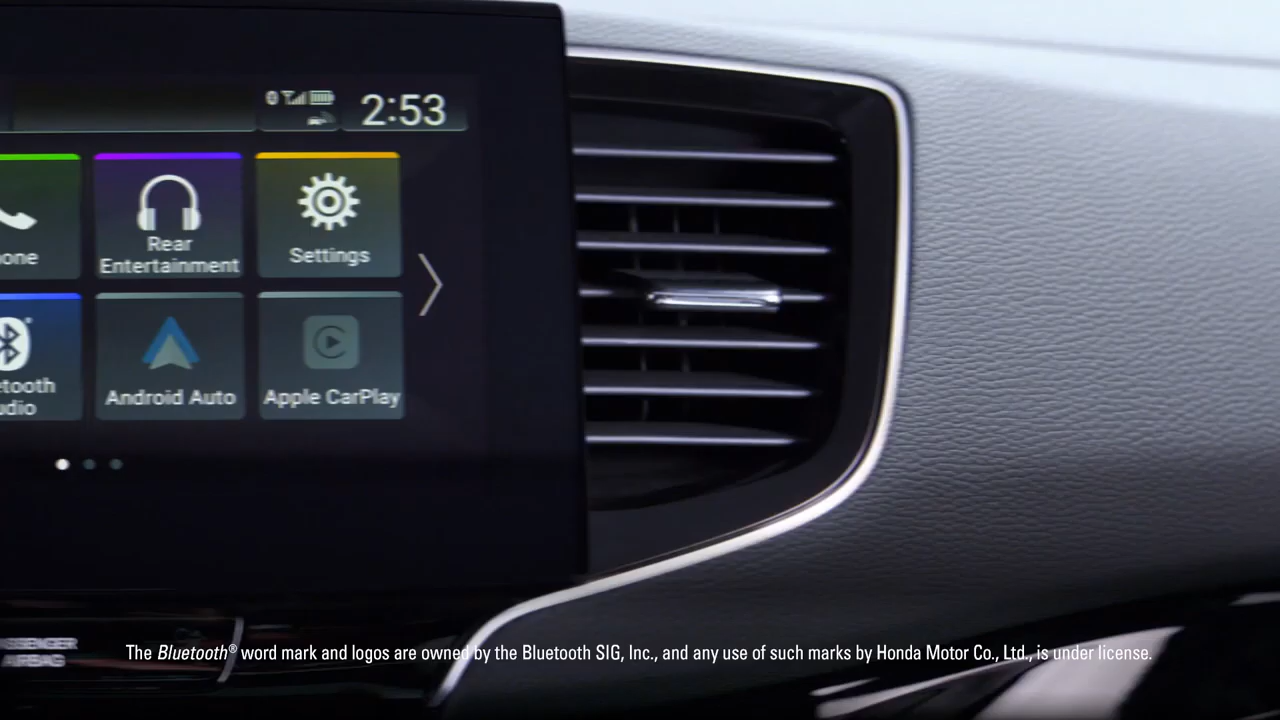 2:53
one
Rear
Entertainment
Settings
etooth
udio
Android Auto
Apple CarPlay
The Bluetooth® word mark and logos are owned by the Bluetooth SIG, Inc., and any use of such marks by Honda Motor Co., Ltd., is under license.